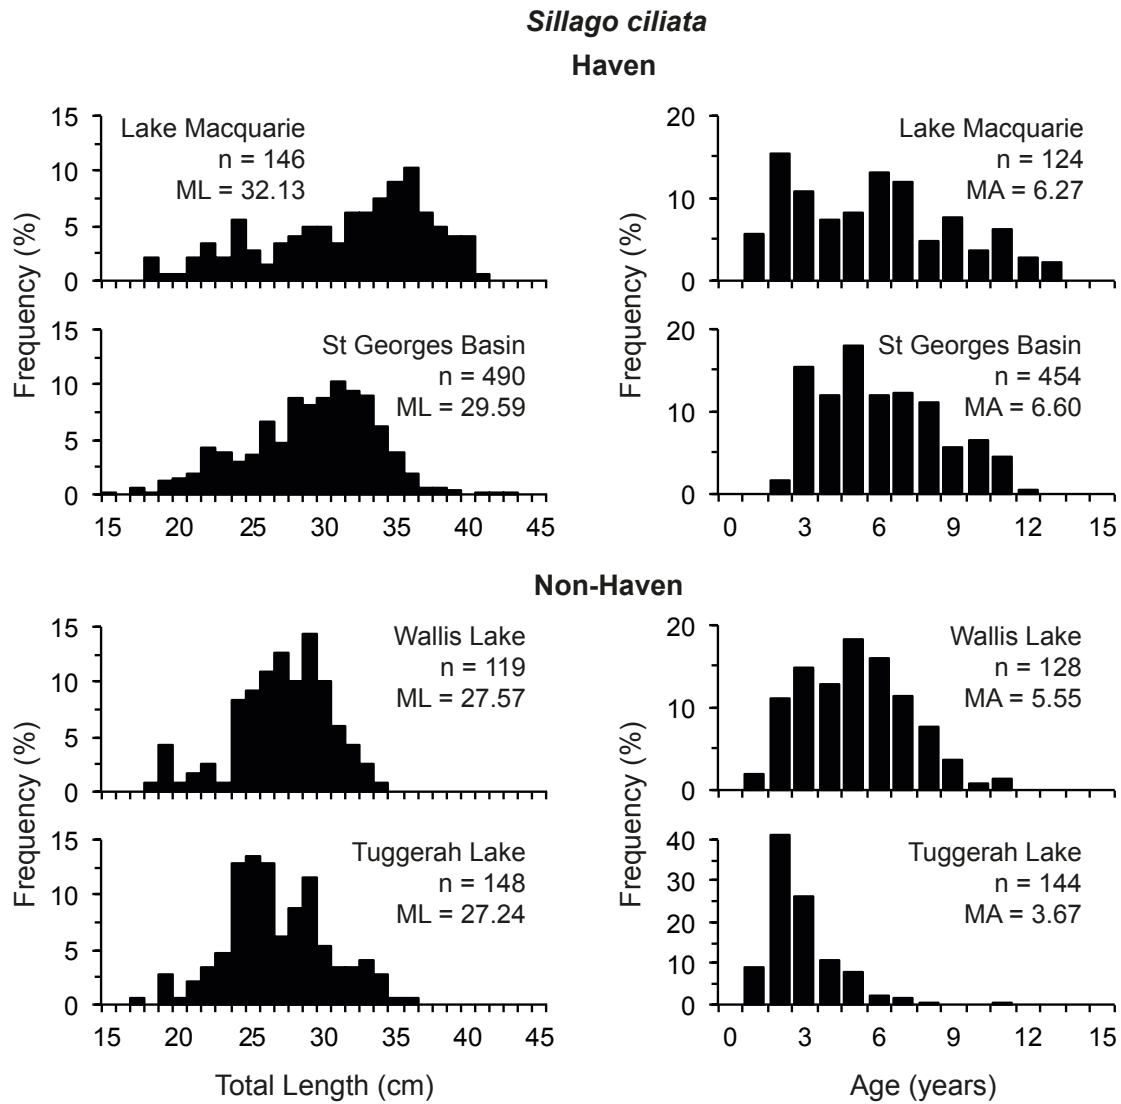 Sillago ciliata
Haven
15
10
5
0
Frequency (%)
Lake Macquarie
n = 146
ML = 32.13
20
10
0
Frequency (%)
Lake Macquarie
n = 124
MA = 6.27
15
10
5
0
St Georges Basin
n = 490
ML = 29.59
15 20 25 30 35 40 45
20
10
0
St Georges Basin
n = 454
MA = 6.60
0 3 6 9 12 15
Non-Haven
15
10
5
0
Frequency (%)
Wallis Lake
n = 119
ML = 27.57
20
10
0
Frequency (%)
Wallis Lake
n = 128
MA = 5.55
15
10
5
0
Tuggerah Lake
n = 148
ML = 27.24
15 20 25 30 35 40 45
Total Length (cm)
40
30
20
10
0
Tuggerah Lake
n = 144
MA = 3.67
0 3 6 9 12 15
Age (years)